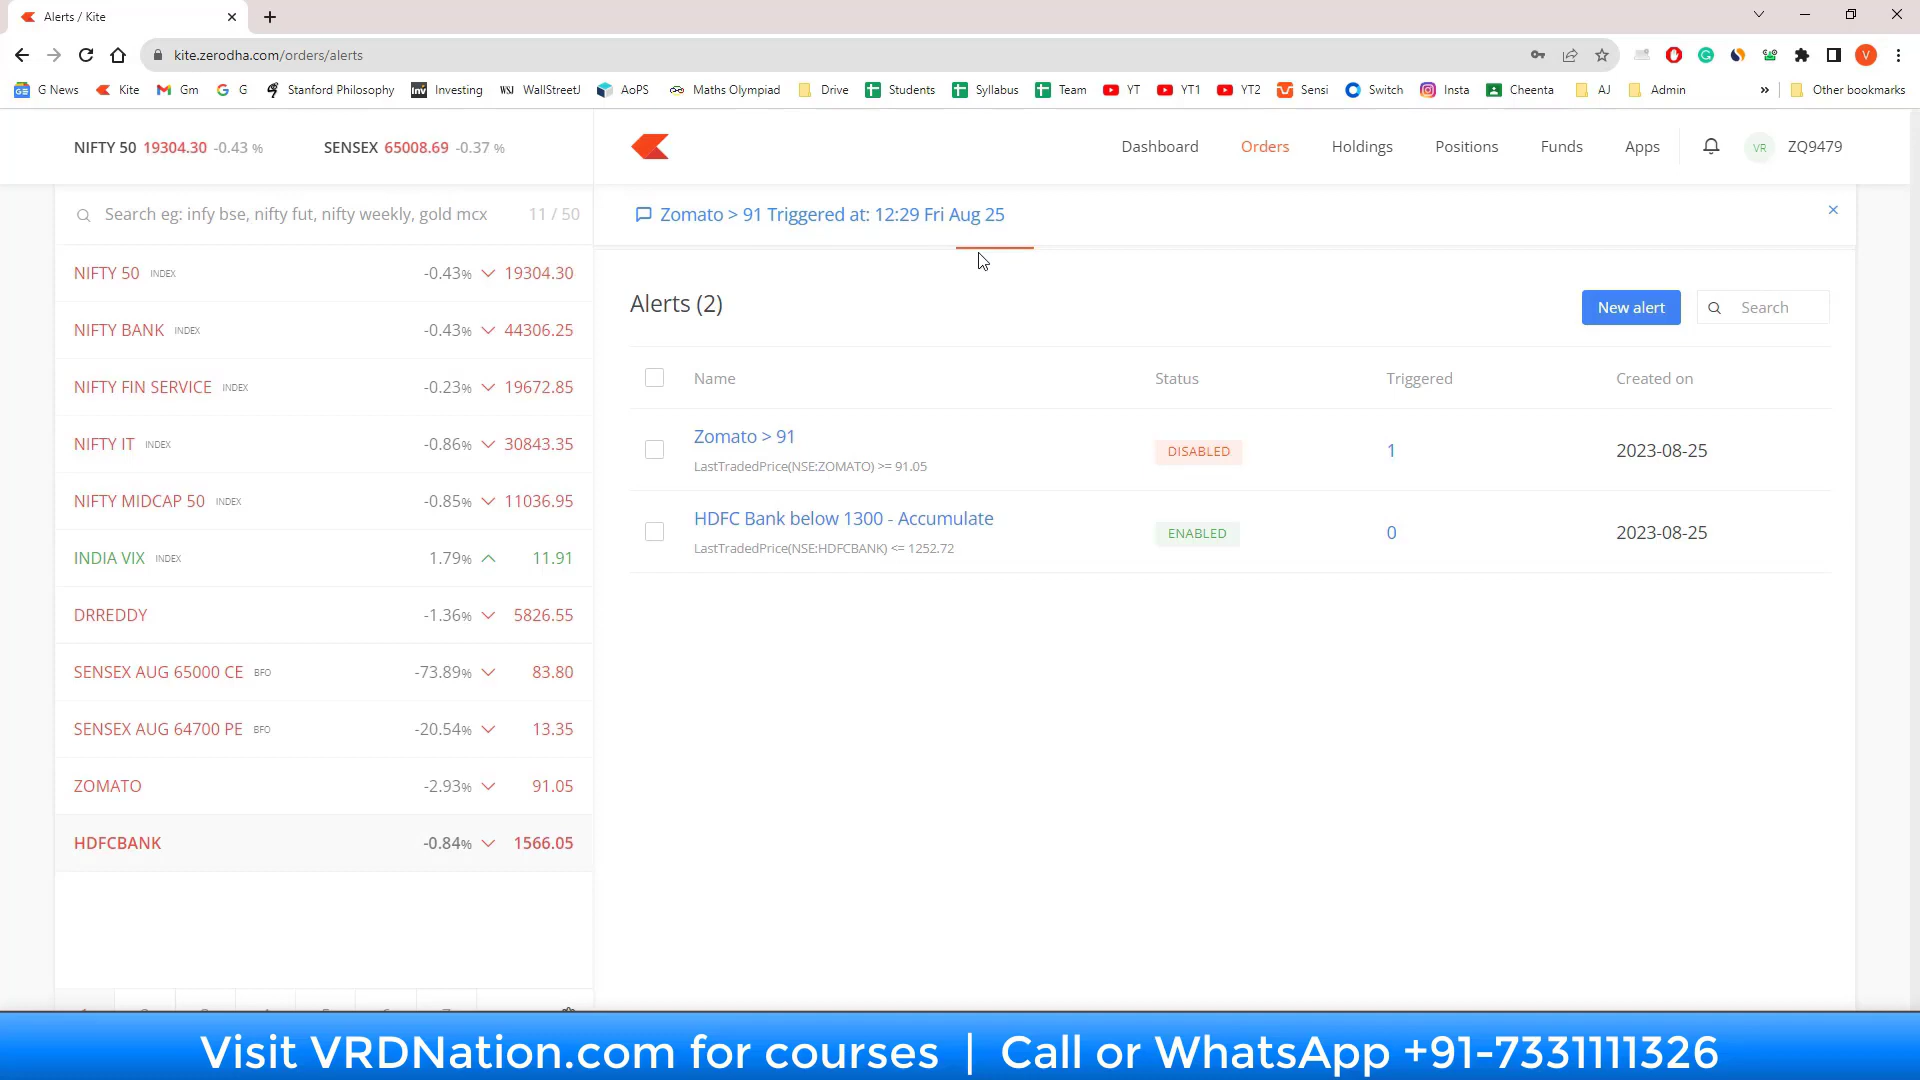 Alerts / Kite
kite.zerodha.com/orders/alerts
V
G News Kite Gm G Stanford Philosophy Investing WallStreetJ AoPS Maths Olympiad Drive Students Syllabus Team YT YT1 YT2 Sensi Switch Insta Cheenta AJ Admin » Other bookmarks
NIFTY 50 19304.30 -0.43 % SENSEX 65008.69 -0.37 %
Dashboard Orders Holdings Positions Funds Apps VR ZQ9479
Search eg: infy bse, nifty fut, nifty weekly, gold mcx 11 / 50
Zomato > 91 Triggered at: 12:29 Fri Aug 25
NIFTY 50 INDEX -0.43% 19304.30
NIFTY BANK INDEX -0.43% 44306.25
NIFTY FIN SERVICE INDEX -0.23% 19672.85
NIFTY IT INDEX -0.86% 30843.35
NIFTY MIDCAP 50 INDEX -0.85% 11036.95
INDIA VIX INDEX 1.79% 11.91
DRREDDY -1.36% 5826.55
SENSEX AUG 65000 CE BFO -73.89% 83.80
SENSEX AUG 64700 PE BFO -20.54% 13.35
ZOMATO -2.93% 91.05
HDFCBANK -0.84% 1566.05
Alerts (2)
New alert
Search
Name Status Triggered Created on
Zomato > 91
LastTradedPrice(NSE:ZOMATO) >= 91.05
DISABLED 1 2023-08-25
HDFC Bank below 1300 - Accumulate
LastTradedPrice(NSE:HDFCBANK) <= 1252.72
ENABLED 0 2023-08-25
Visit VRDNation.com for courses | Call or WhatsApp +91-7331111326